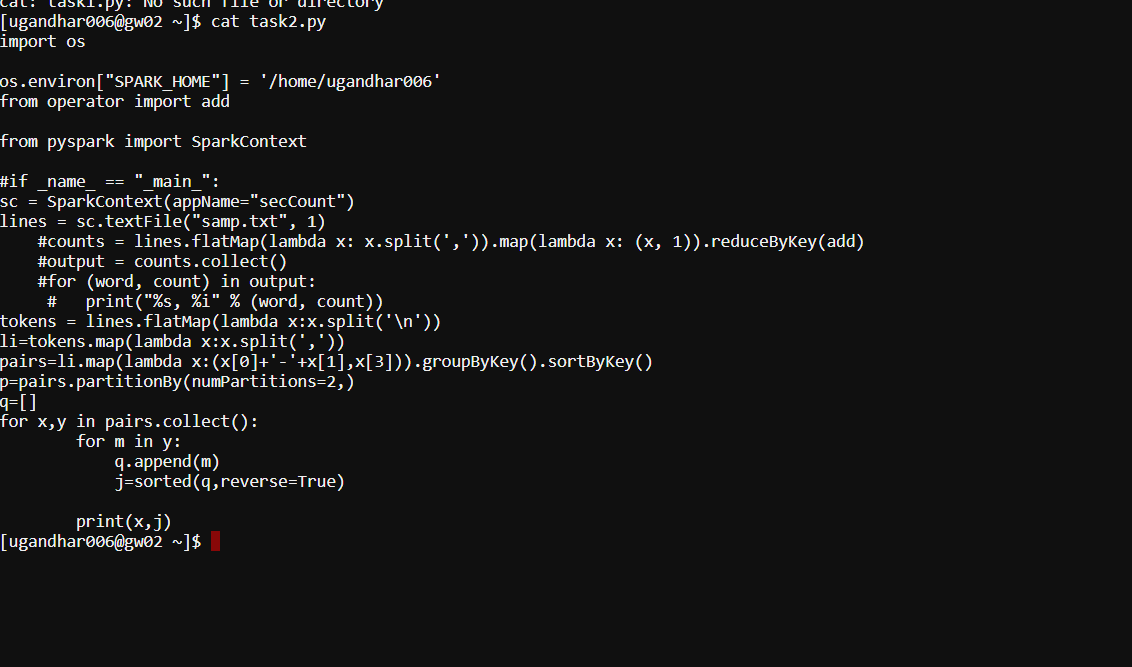 cat: task1.py: No such file or directory
[ugandhar006@gw02 ~]$ cat task2.py
import os
os.environ["SPARK_HOME"] = '/home/ugandhar006'
from operator import add
from pyspark import SparkContext
#if _name_ == "_main_":
sc = SparkContext(appName="secCount")
lines = sc.textFile("samp.txt", 1)
    #counts = lines.flatMap(lambda x: x.split(',')).map(lambda x: (x, 1)).reduceByKey(add)
    #output = counts.collect()
    #for (word, count) in output:
     #   print("%s, %i" % (word, count))
tokens = lines.flatMap(lambda x:x.split('\n'))
li=tokens.map(lambda x:x.split(','))
pairs=li.map(lambda x:(x[0]+'-'+x[1],x[3])).groupByKey().sortByKey()
p=pairs.partitionBy(numPartitions=2,)
q=[]
for x,y in pairs.collect():
        for m in y:
            q.append(m)
            j=sorted(q,reverse=True)
        print(x,j)
[ugandhar006@gw02 ~]$